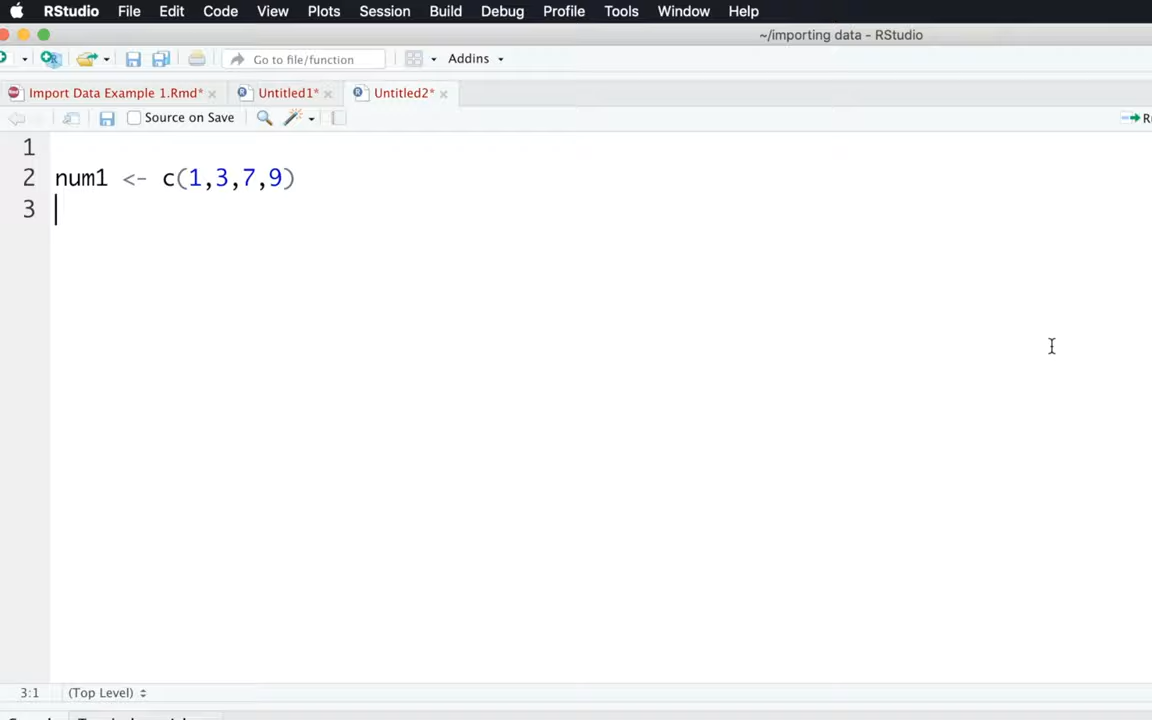 RStudio File Edit Code View Plots Session Build Debug Profile Tools Window Help
~/importing data - RStudio
Go to file/function Addins
Import Data Example 1.Rmd* Untitled1* Untitled2*
Source on Save
1
2 num1 <- c(1,3,7,9)
3
3:1 (Top Level)